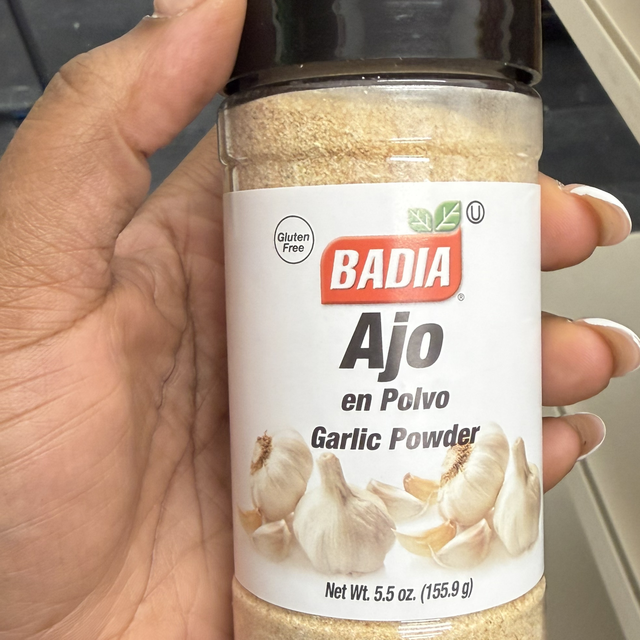 Gluten
Free
U
BADIA
®
Ajo
en Polvo
Garlic Powder
Net Wt. 5.5 oz. (155.9 g)